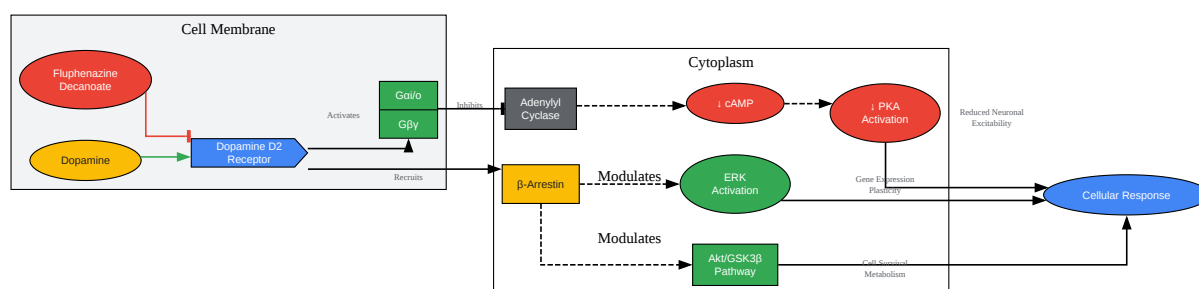 Cell Membrane
Fluphenazine
Decanoate
Dopamine
Dopamine D2
Receptor
Activates
Gαi/o
Gβγ
Inhibits
Recruits
Cytoplasm
Adenylyl
Cyclase
↓ cAMP
↓ PKA
Activation
Reduced Neuronal
Excitability
β-Arrestin
Modulates
ERK
Activation
Gene Expression
Plasticity
Cellular Response
Modulates
Akt/GSK3β
Pathway
Cell Survival
Metabolism